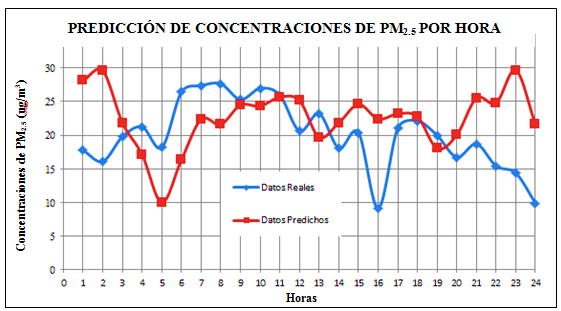 PREDICCIÓN DE CONCENTRACIONES DE PM2.5 POR HORA
Concentraciones de PM2.5 (ug/m³)
30
25
20
15
10
5
0
Datos Reales
Datos Predichos
0 1 2 3 4 5 6 7 8 9 10 11 12 13 14 15 16 17 18 19 20 21 22 23 24
Horas